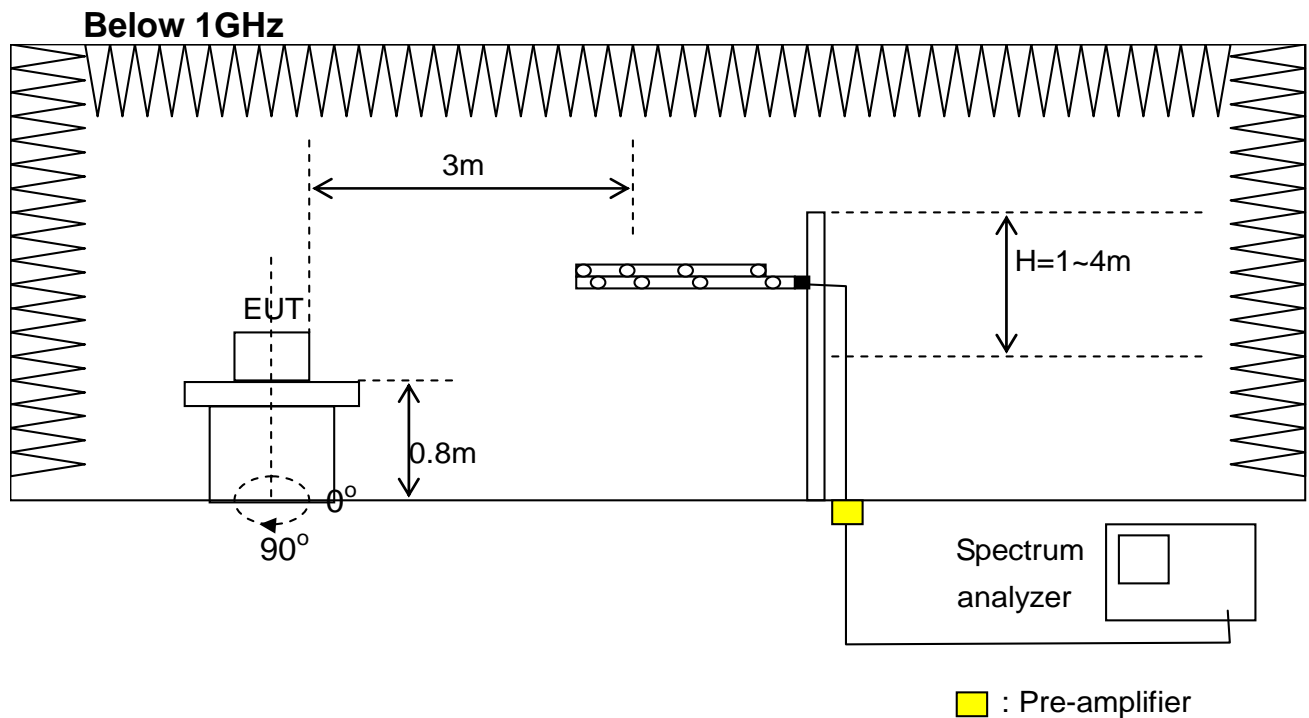 Below 1GHz
3m
H=1~4m
EUT
0.8m
0°
90°
Spectrum
analyzer
: Pre-amplifier